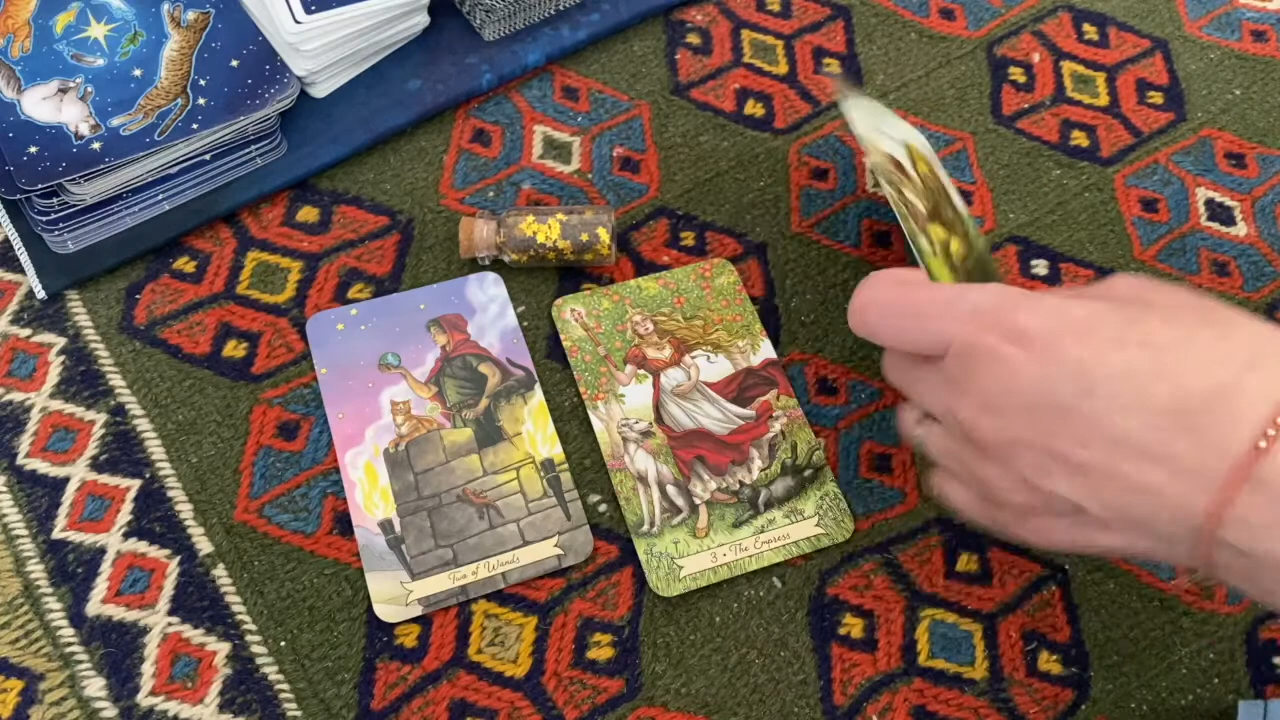 Two of Wands
3 • The Empress